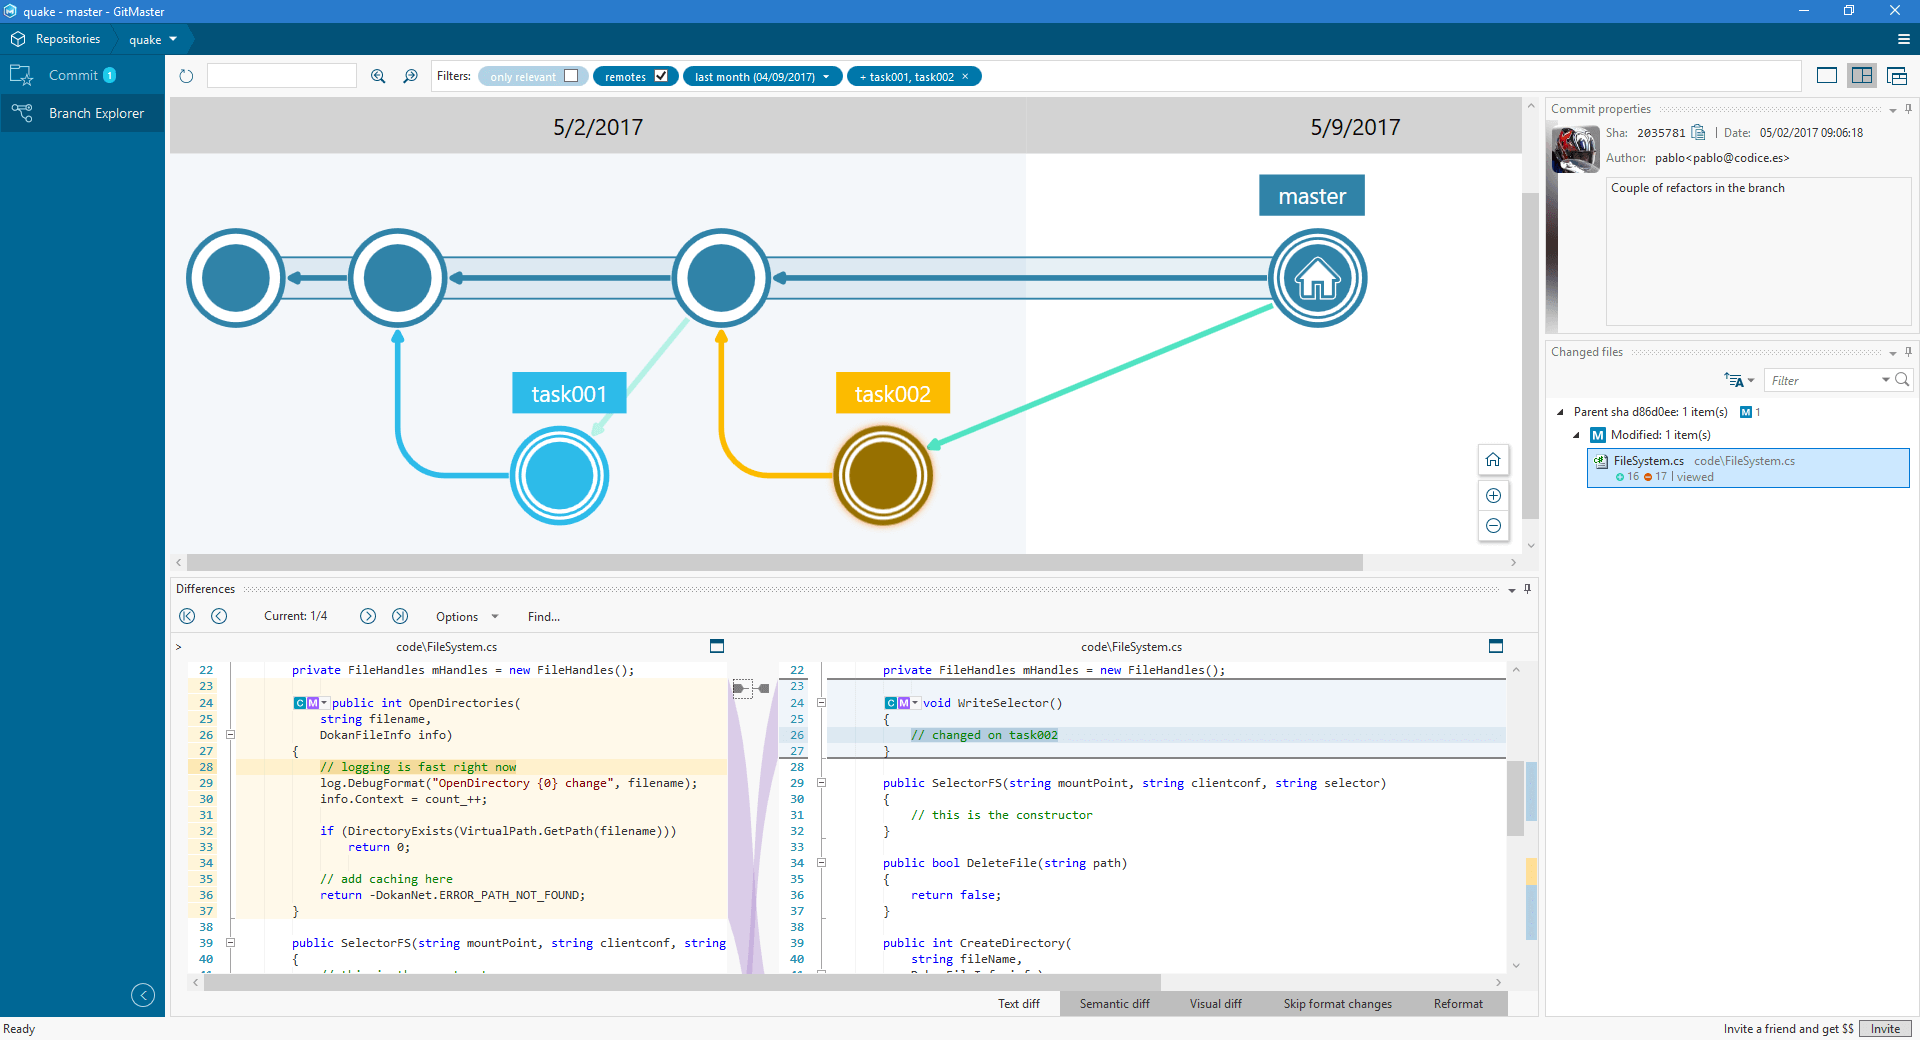 quake - master - GitMaster
Repositories
quake
Commit 1
Branch Explorer
Filters:
only relevant
remotes
last month (04/09/2017)
+ task001, task002 ×
5/2/2017
5/9/2017
master
task001
task002
Commit properties
Sha: 2035781 | Date: 05/02/2017 09:06:18
Author: pablo<pablo@codice.es>
Couple of refactors in the branch
Changed files
Filter
Parent sha d86d0ee: 1 item(s) M 1
M Modified: 1 item(s)
FileSystem.cs code\FileSystem.cs
16 17 | viewed
Differences
Current: 1/4
Options
Find...
> code\FileSystem.cs
22 private FileHandles mHandles = new FileHandles();
23
24 C M public int OpenDirectories(
25 string filename,
26 DokanFileInfo info)
27 {
28 // logging is fast right now
29 log.DebugFormat("OpenDirectory {0} change", filename);
30 info.Context = count_++;
31
32 if (DirectoryExists(VirtualPath.GetPath(filename)))
33 return 0;
34
35 // add caching here
36 return -DokanNet.ERROR_PATH_NOT_FOUND;
37 }
38
39 public SelectorFS(string mountPoint, string clientconf, string
40 {
code\FileSystem.cs
22 private FileHandles mHandles = new FileHandles();
23
24 C M void WriteSelector()
25 {
26 // changed on task002
27 }
28
29 public SelectorFS(string mountPoint, string clientconf, string selector)
30 {
31 // this is the constructor
32 }
33
34 public bool DeleteFile(string path)
35 {
36 return false;
37 }
38
39 public int CreateDirectory(
40 string fileName,
Text diff
Semantic diff
Visual diff
Skip format changes
Reformat
Ready
Invite a friend and get $$
Invite